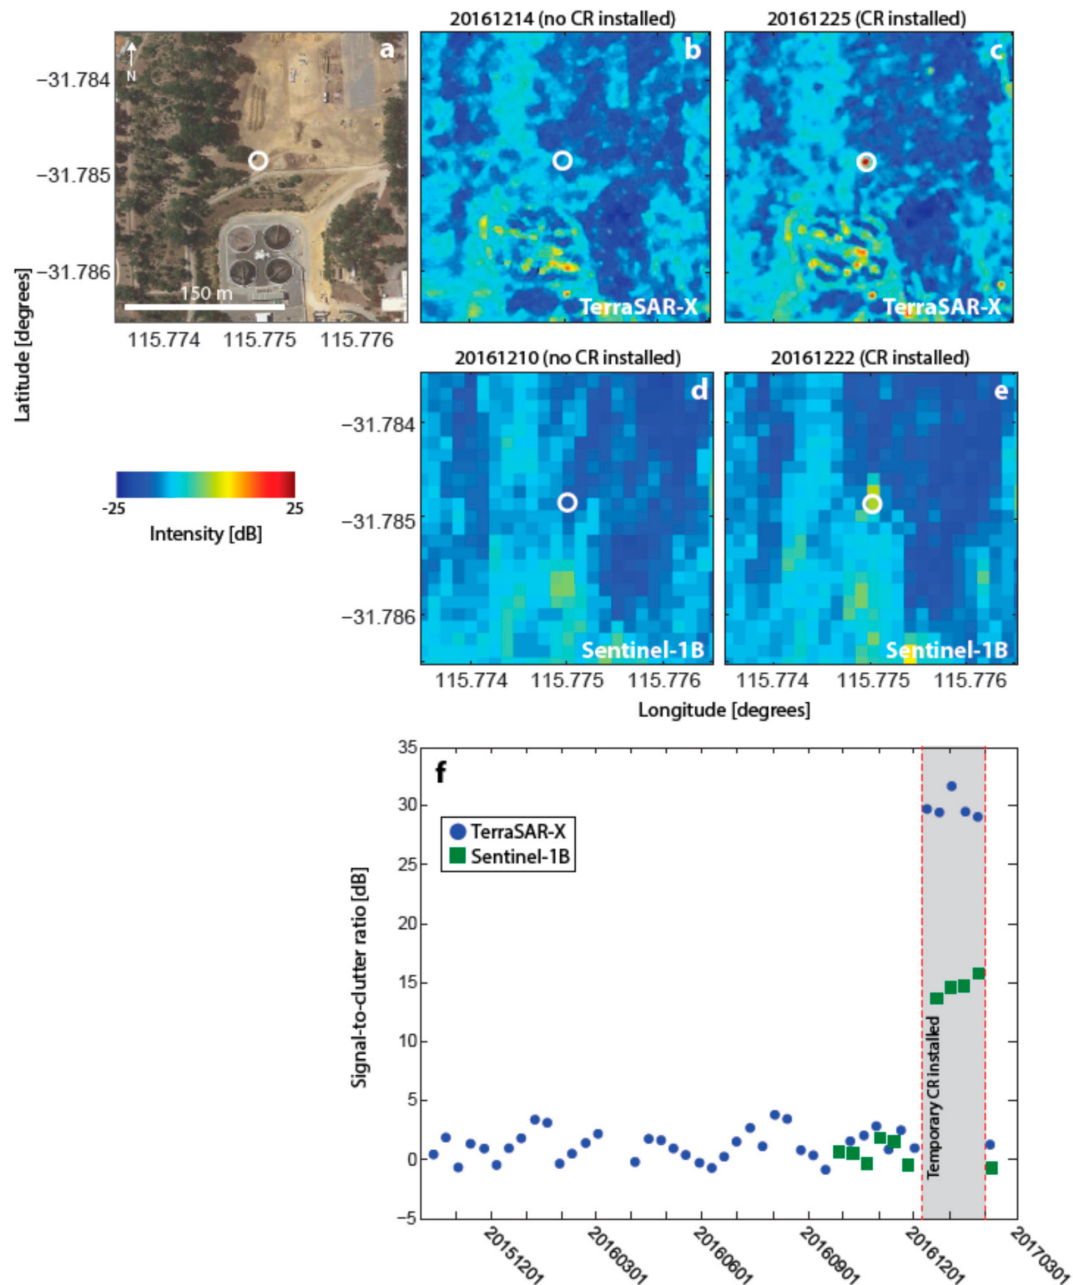 20161214 (no CR installed)
20161225 (CR installed)
a
N
b
c
−31.784
−31.785
−31.786
150 m
TerraSAR-X
TerraSAR-X
115.774
115.775
115.776
Latitude [degrees]
20161210 (no CR installed)
20161222 (CR installed)
d
e
−31.784
−31.785
−31.786
Sentinel-1B
Sentinel-1B
-25
25
Intensity [dB]
115.774
115.775
115.776
115.774
115.775
115.776
Longitude [degrees]
f
35
30
25
20
15
10
5
0
−5
Signal-to-clutter ratio [dB]
TerraSAR-X
Sentinel-1B
Temporary CR installed
20151201
20160301
20160601
20160901
20161201
20170301